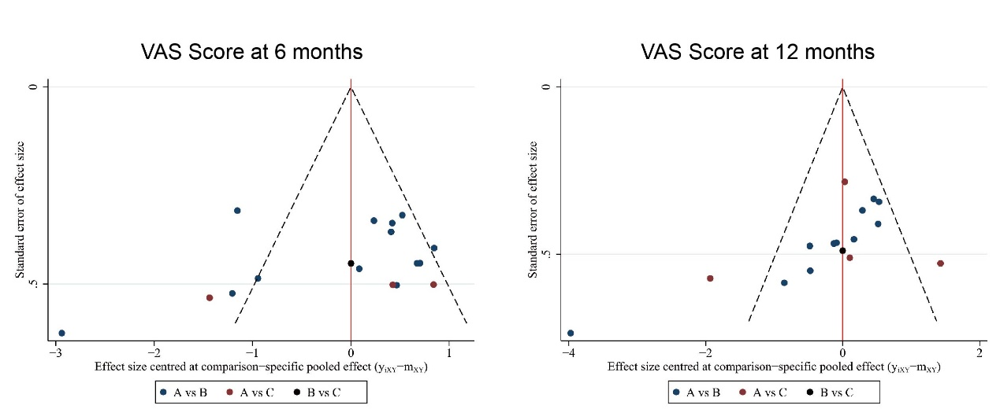 VAS Score at 6 months
0
.5
Standard error of effect size
−3 −2 −1 0 1
Effect size centred at comparison−specific pooled effect (yiXY−mXY)
A vs B A vs C B vs C
VAS Score at 12 months
0
.5
Standard error of effect size
−4 −2 0 2
Effect size centred at comparison−specific pooled effect (yiXY−mXY)
A vs B A vs C B vs C